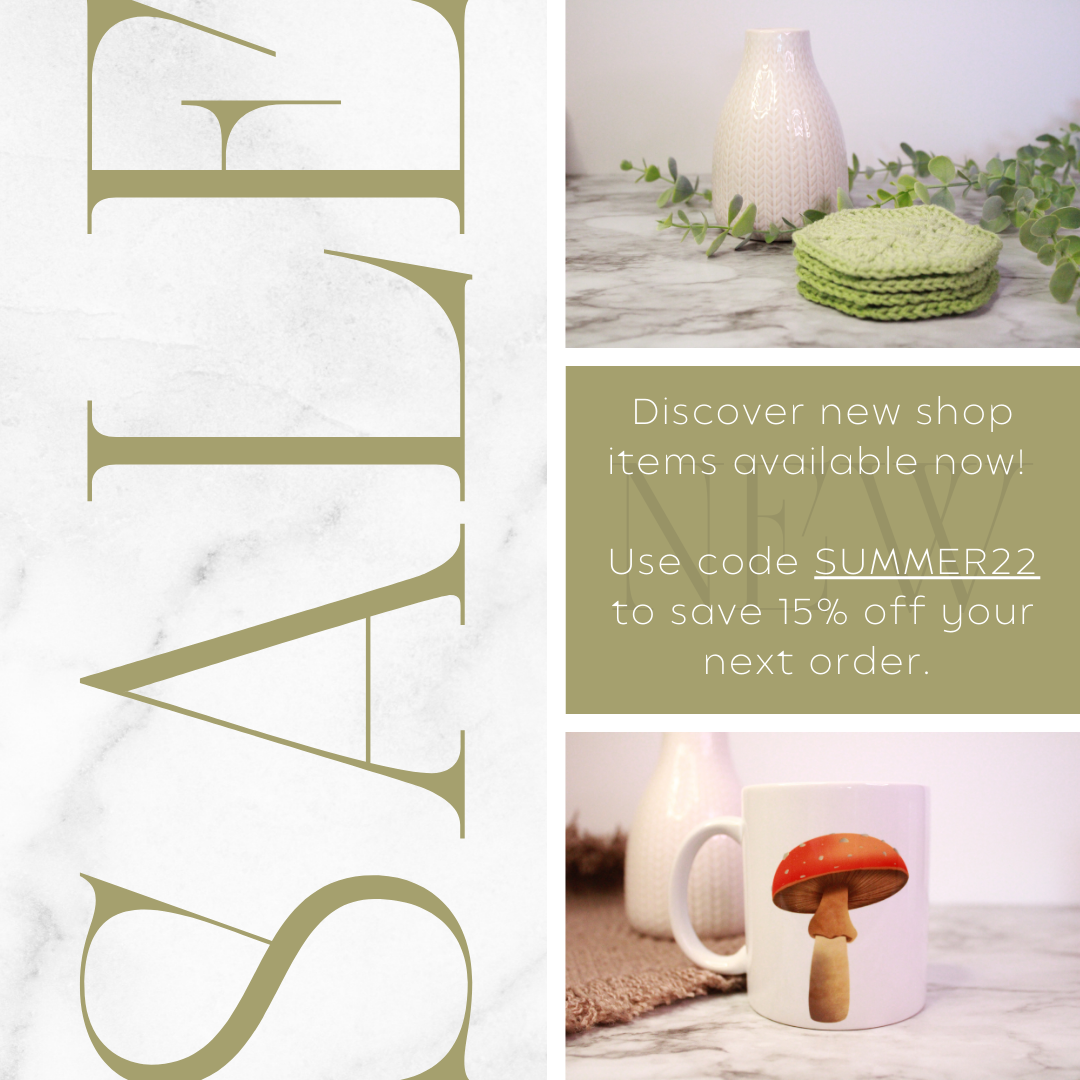 SALE
Discover new shop
items available now!
NEW
Use code SUMMER22
to save 15% off your
next order.